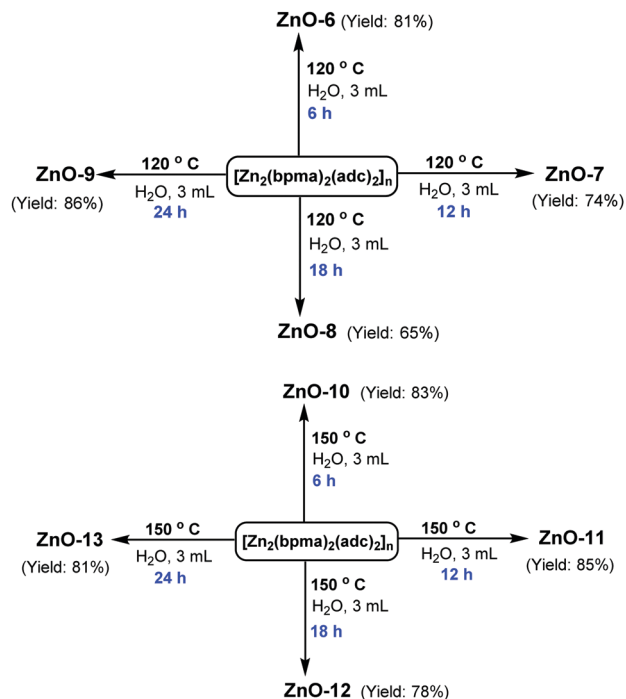 ZnO-6 (Yield: 81%)
120 ° C
H₂O, 3 mL
6 h
ZnO-9
(Yield: 86%)
120 ° C
H₂O, 3 mL
24 h
[Zn₂(bpma)₂(adc)₂]ₙ
120 ° C
H₂O, 3 mL
12 h
ZnO-7
(Yield: 74%)
120 ° C
H₂O, 3 mL
18 h
ZnO-8 (Yield: 65%)
ZnO-10 (Yield: 83%)
150 ° C
H₂O, 3 mL
6 h
ZnO-13
(Yield: 81%)
150 ° C
H₂O, 3 mL
24 h
[Zn₂(bpma)₂(adc)₂]ₙ
150 ° C
H₂O, 3 mL
12 h
ZnO-11
(Yield: 85%)
150 ° C
H₂O, 3 mL
18 h
ZnO-12 (Yield: 78%)